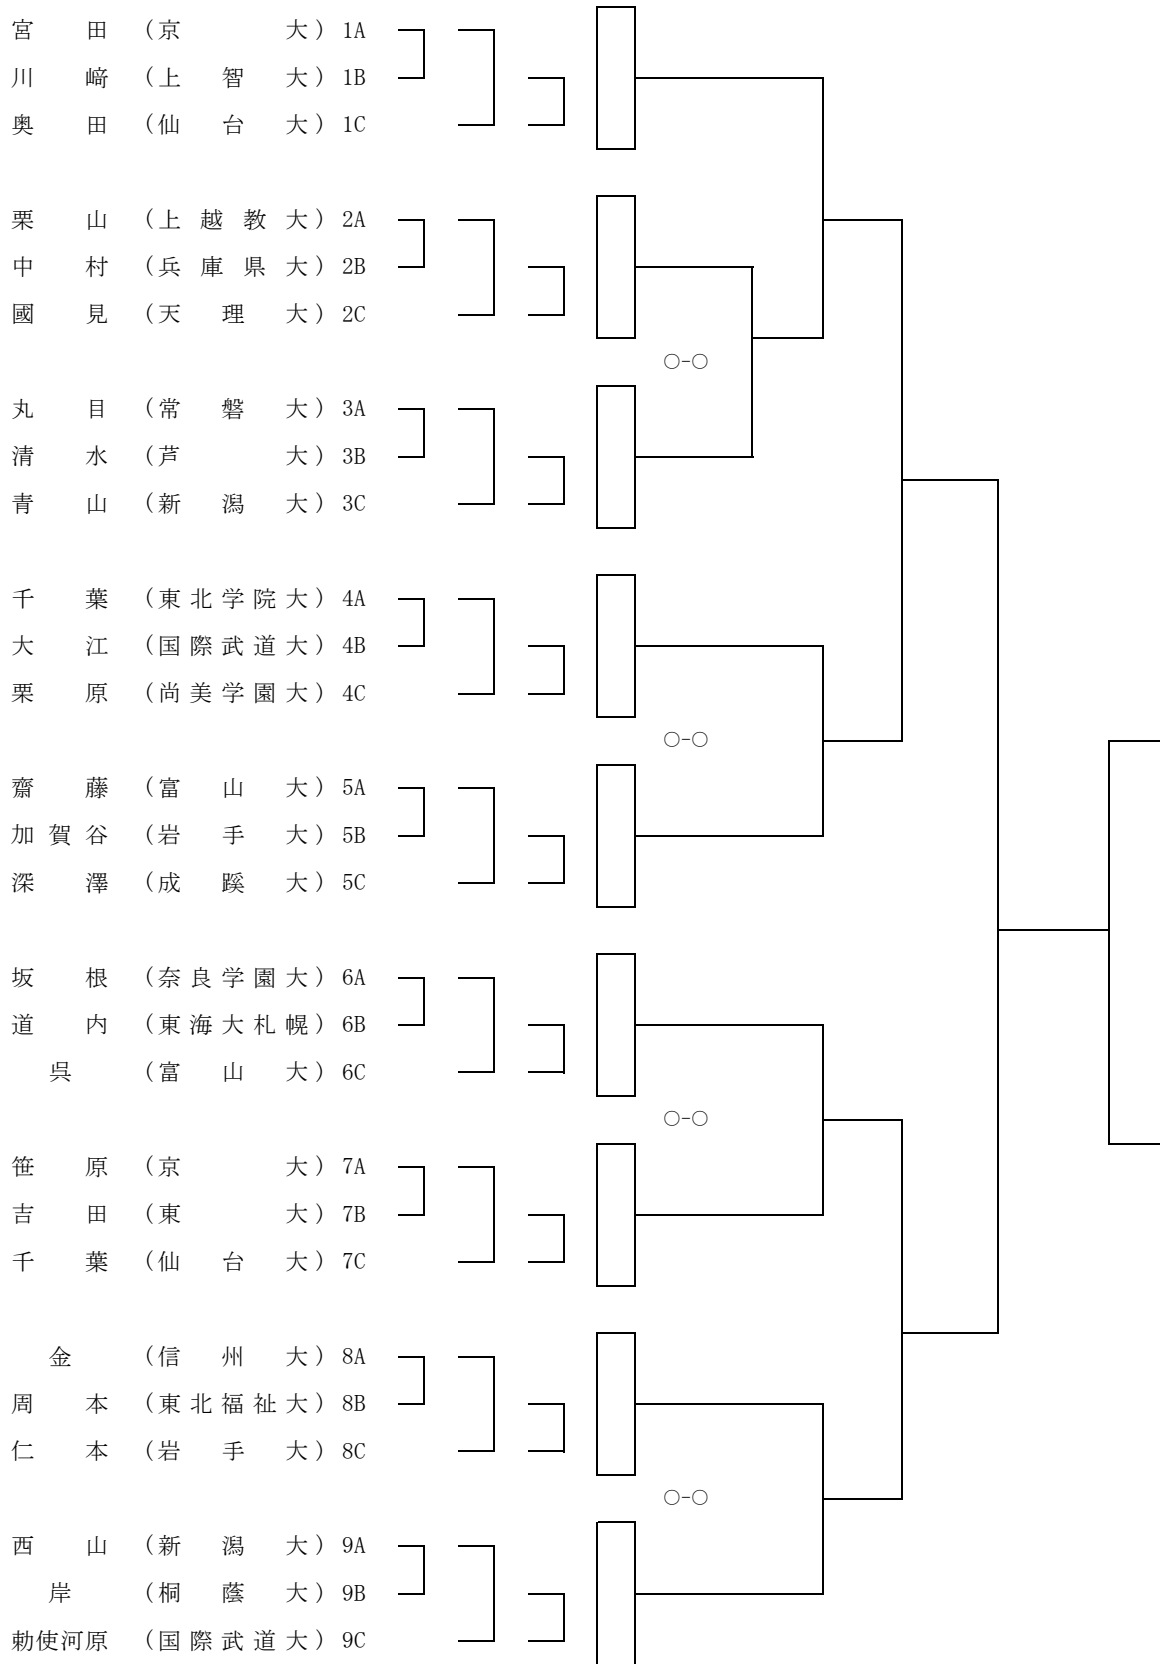 宮田（京大）1A
川﨑（上智大）1B
奥田（仙台大）1C
栗山（上越教大）2A
中村（兵庫県大）2B
國見（天理大）2C
○-○
丸目（常磐大）3A
清水（芦大）3B
青山（新潟大）3C
千葉（東北学院大）4A
大江（国際武道大）4B
栗原（尚美学園大）4C
○-○
齋藤（富山大）5A
加賀谷（岩手大）5B
深澤（成蹊大）5C
坂根（奈良学園大）6A
道内（東海大札幌）6B
呉（富山大）6C
○-○
笹原（京大）7A
吉田（東大）7B
千葉（仙台大）7C
金（信州大）8A
周本（東北福祉大）8B
仁本（岩手大）8C
○-○
西山（新潟大）9A
岸（桐蔭大）9B
勅使河原（国際武道大）9C